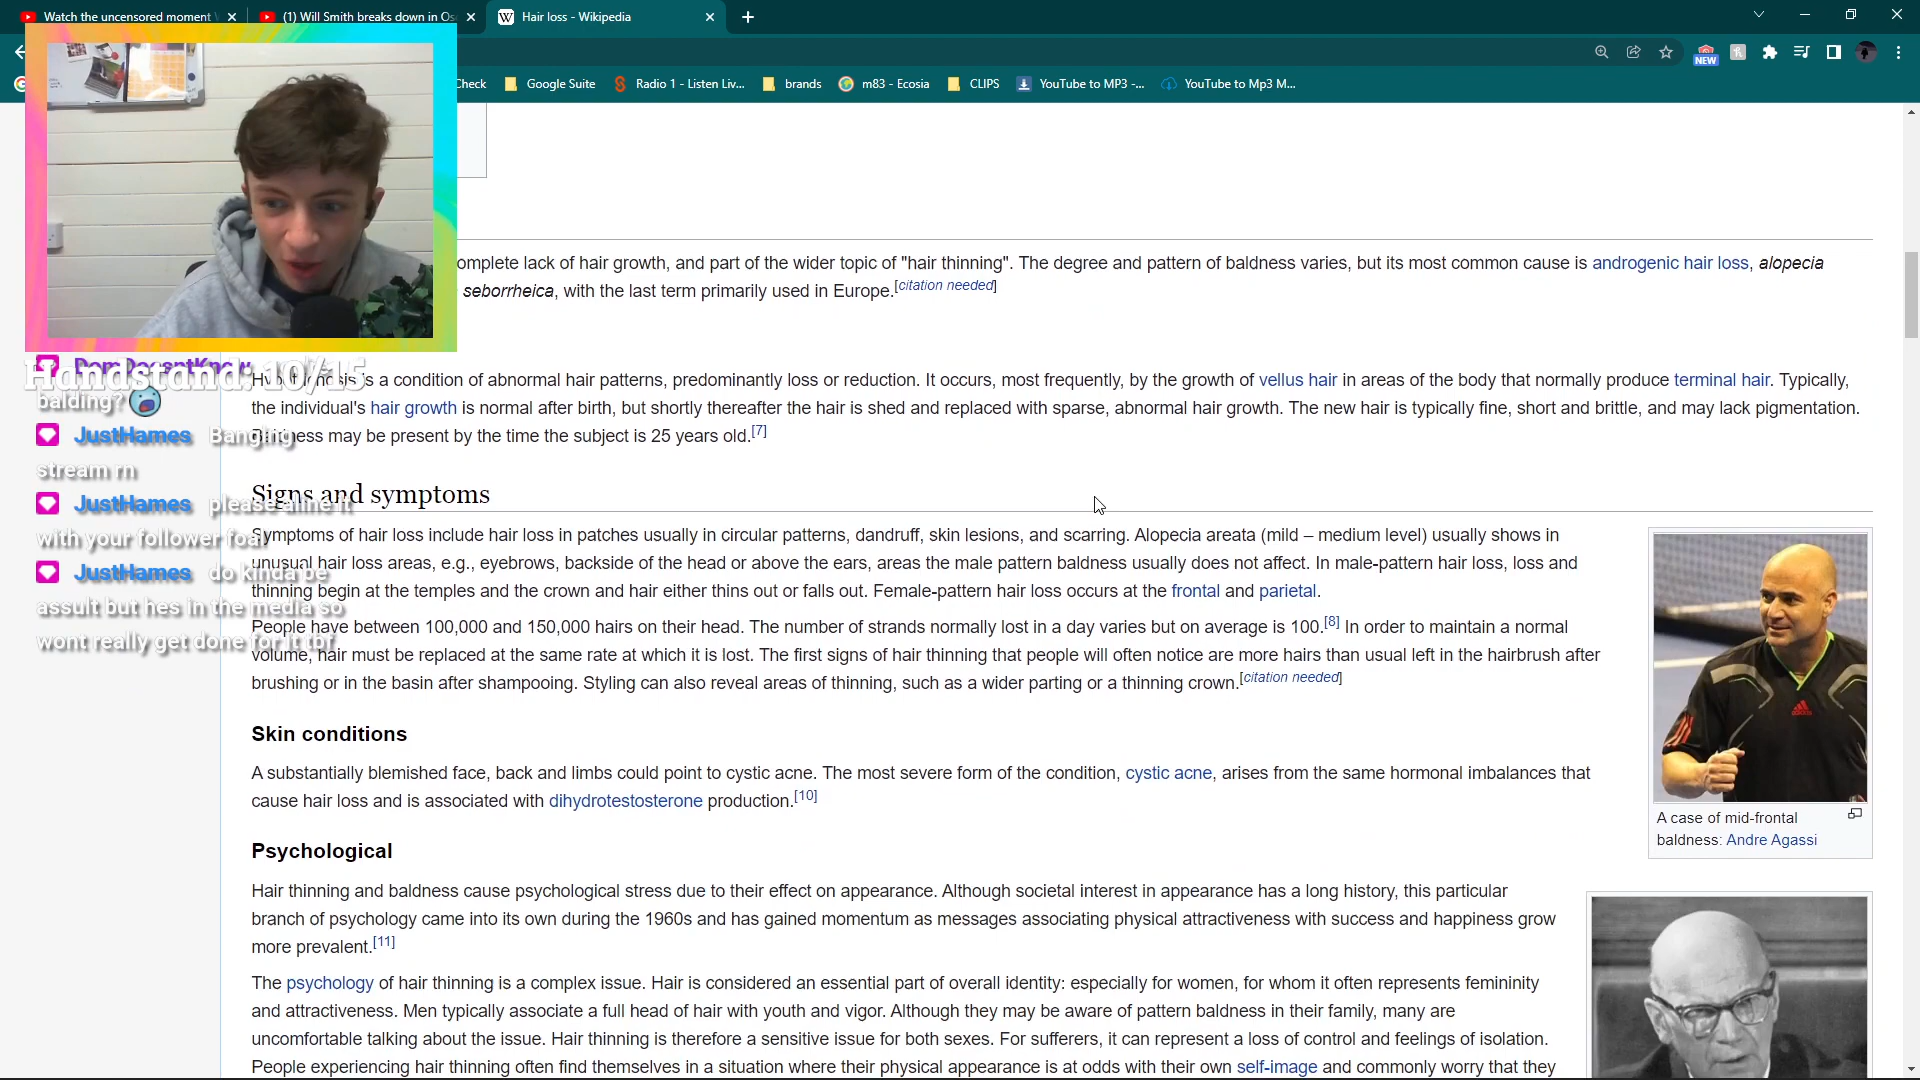 Watch the uncensored moment
(1) Will Smith breaks down in Os
Hair loss - Wikipedia
NEW
Check
Google Suite
Radio 1 - Listen Liv...
brands
m83 - Ecosia
CLIPS
YouTube to MP3 -...
YouTube to Mp3 M...
omplete lack of hair growth, and part of the wider topic of "hair thinning". The degree and pattern of baldness varies, but its most common cause is androgenic hair loss, alopecia
seborrheica, with the last term primarily used in Europe.[citation needed]
DomDoesntKnow
Handstand: 10/15
balding?
JustHames Banging
stream rn
JustHames please aline it
with your follower foal
JustHames do kinda be
assult but hes in the media so
wont really get done for it tbf
is a condition of abnormal hair patterns, predominantly loss or reduction. It occurs, most frequently, by the growth of vellus hair in areas of the body that normally produce terminal hair. Typically,
the individual's hair growth is normal after birth, but shortly thereafter the hair is shed and replaced with sparse, abnormal hair growth. The new hair is typically fine, short and brittle, and may lack pigmentation.
Baldness may be present by the time the subject is 25 years old.[7]
Signs and symptoms
Symptoms of hair loss include hair loss in patches usually in circular patterns, dandruff, skin lesions, and scarring. Alopecia areata (mild – medium level) usually shows in
unusual hair loss areas, e.g., eyebrows, backside of the head or above the ears, areas the male pattern baldness usually does not affect. In male-pattern hair loss, loss and
thinning begin at the temples and the crown and hair either thins out or falls out. Female-pattern hair loss occurs at the frontal and parietal.
People have between 100,000 and 150,000 hairs on their head. The number of strands normally lost in a day varies but on average is 100.[8] In order to maintain a normal
volume, hair must be replaced at the same rate at which it is lost. The first signs of hair thinning that people will often notice are more hairs than usual left in the hairbrush after
brushing or in the basin after shampooing. Styling can also reveal areas of thinning, such as a wider parting or a thinning crown.[citation needed]
A case of mid-frontal
baldness: Andre Agassi
Skin conditions
A substantially blemished face, back and limbs could point to cystic acne. The most severe form of the condition, cystic acne, arises from the same hormonal imbalances that
cause hair loss and is associated with dihydrotestosterone production.[10]
Psychological
Hair thinning and baldness cause psychological stress due to their effect on appearance. Although societal interest in appearance has a long history, this particular
branch of psychology came into its own during the 1960s and has gained momentum as messages associating physical attractiveness with success and happiness grow
more prevalent.[11]
The psychology of hair thinning is a complex issue. Hair is considered an essential part of overall identity: especially for women, for whom it often represents femininity
and attractiveness. Men typically associate a full head of hair with youth and vigor. Although they may be aware of pattern baldness in their family, many are
uncomfortable talking about the issue. Hair thinning is therefore a sensitive issue for both sexes. For sufferers, it can represent a loss of control and feelings of isolation.
People experiencing hair thinning often find themselves in a situation where their physical appearance is at odds with their own self-image and commonly worry that they